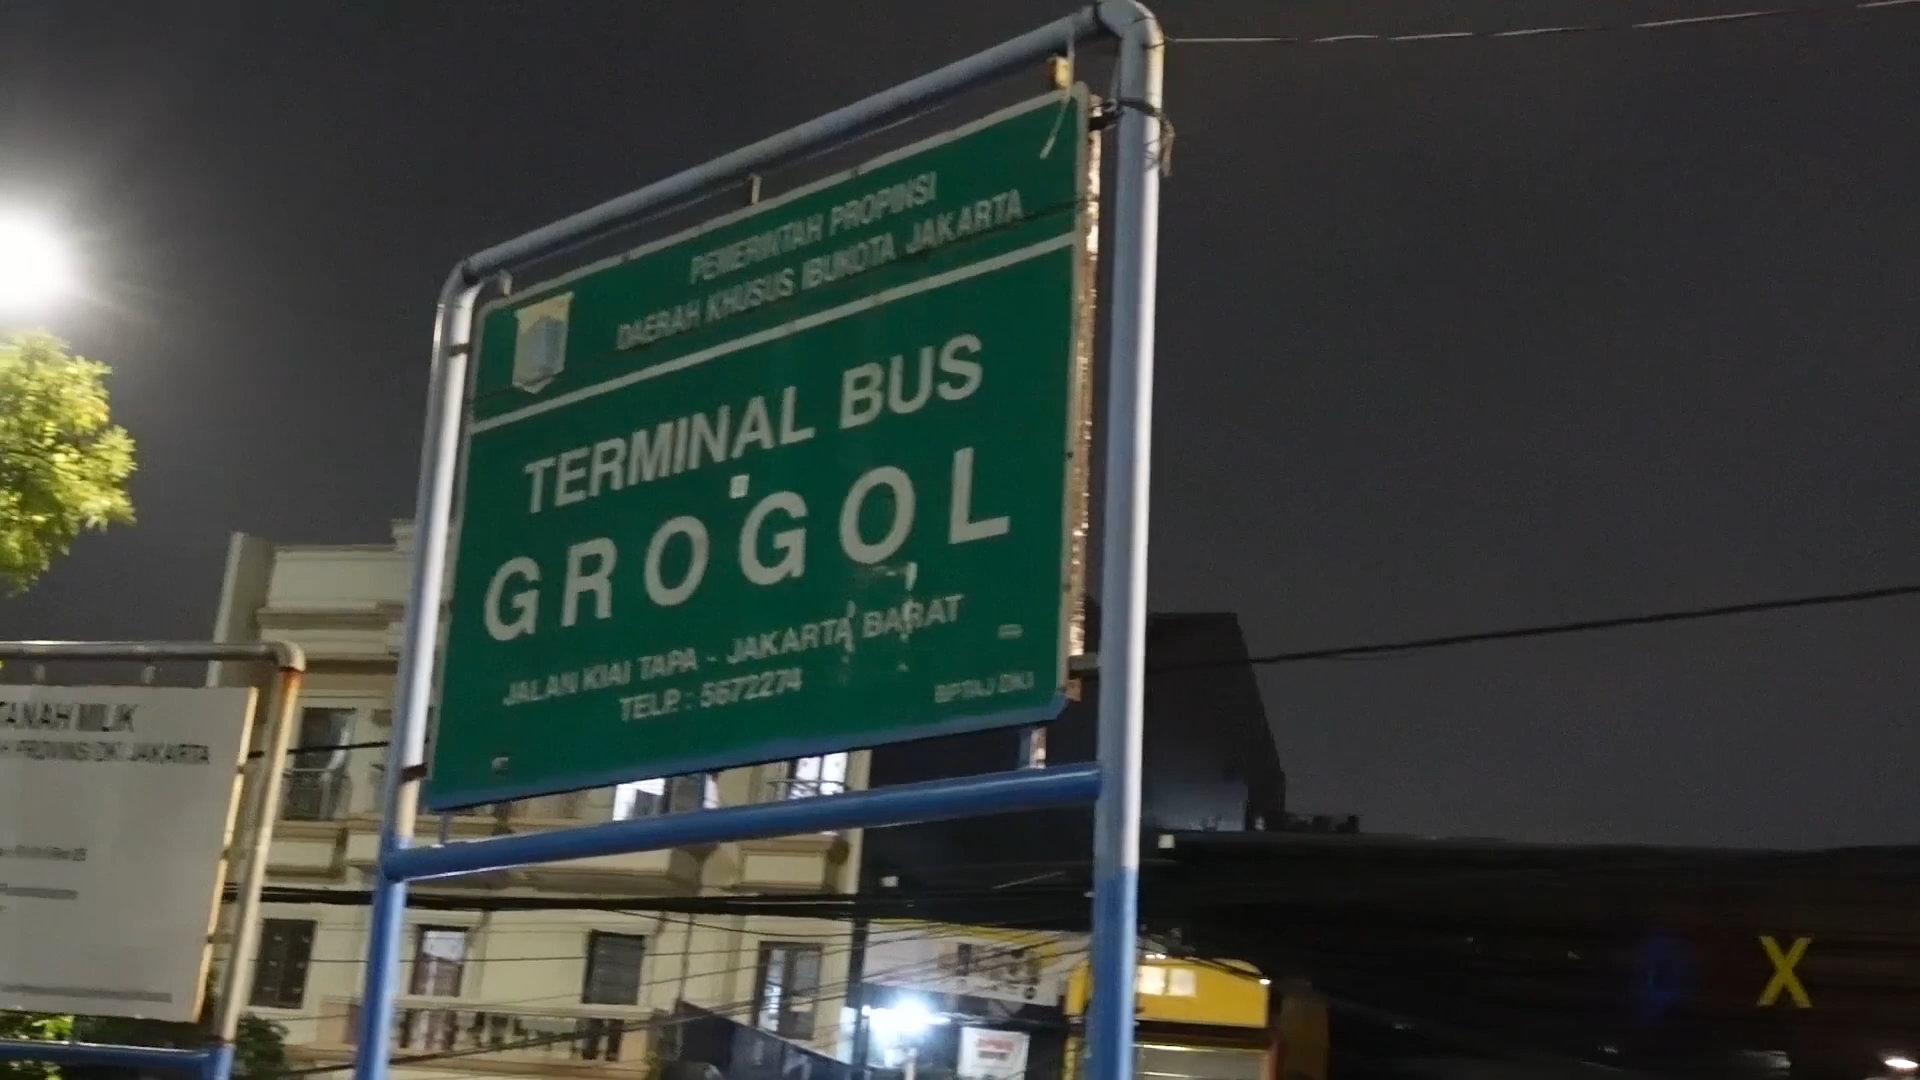 PEMERINTAH PROPINSI
DAERAH KHUSUS IBUKOTA JAKARTA
TERMINAL BUS
GROGOL
JALAN KIAI TAPA - JAKARTA BARAT
TELP. : 5672274
BPTAJ DKI
TANAH MILIK
PROVINSI DKI JAKARTA
X